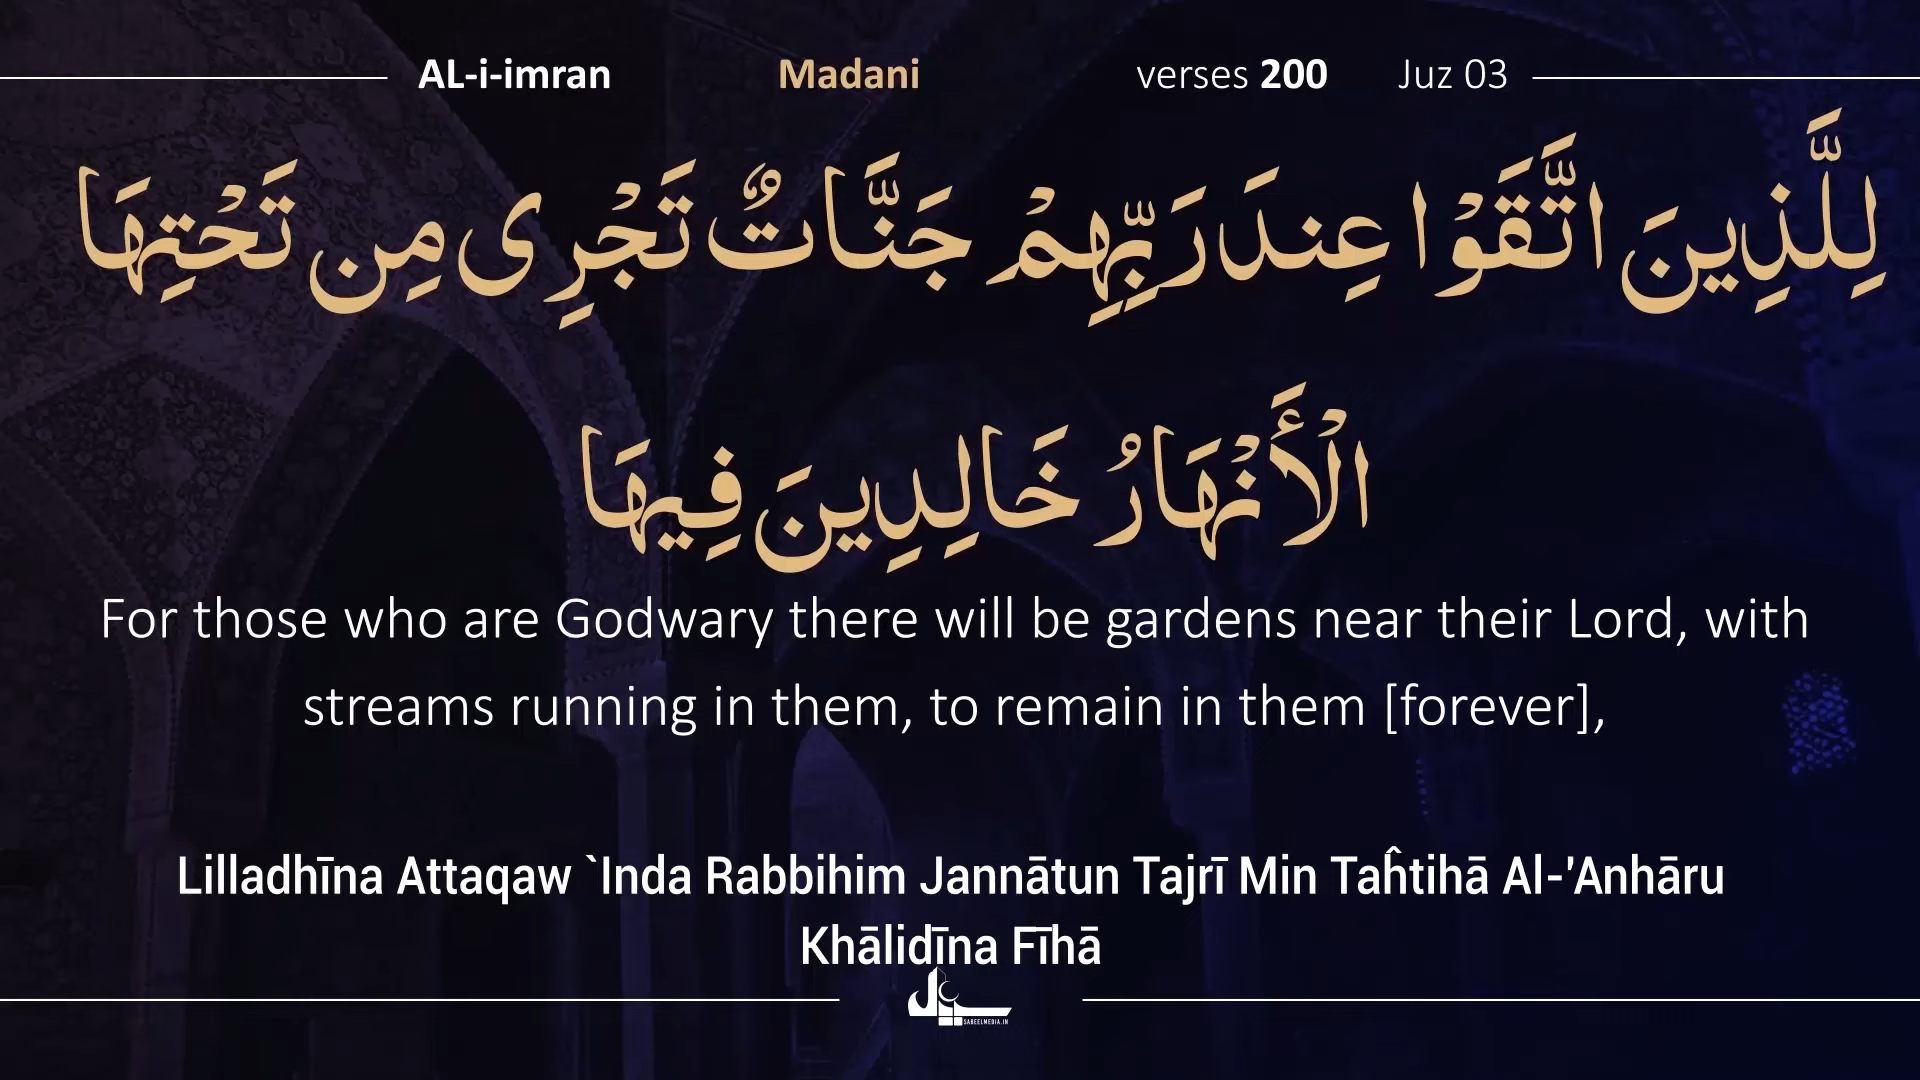 AL-i-imran Madani verses 200 Juz 03
لِلَّذِينَ اتَّقَوْا عِندَ رَبِّهِمْ جَنَّاتٌ تَجْرِي مِن تَحْتِهَا
الْأَنْهَارُ خَالِدِينَ فِيهَا
For those who are Godwary there will be gardens near their Lord, with
streams running in them, to remain in them [forever],
Lilladhīna Attaqaw `Inda Rabbihim Jannātun Tajrī Min Taĥtihā Al-'Anhāru
Khālidīna Fīhā
SABEELMEDIA.IN